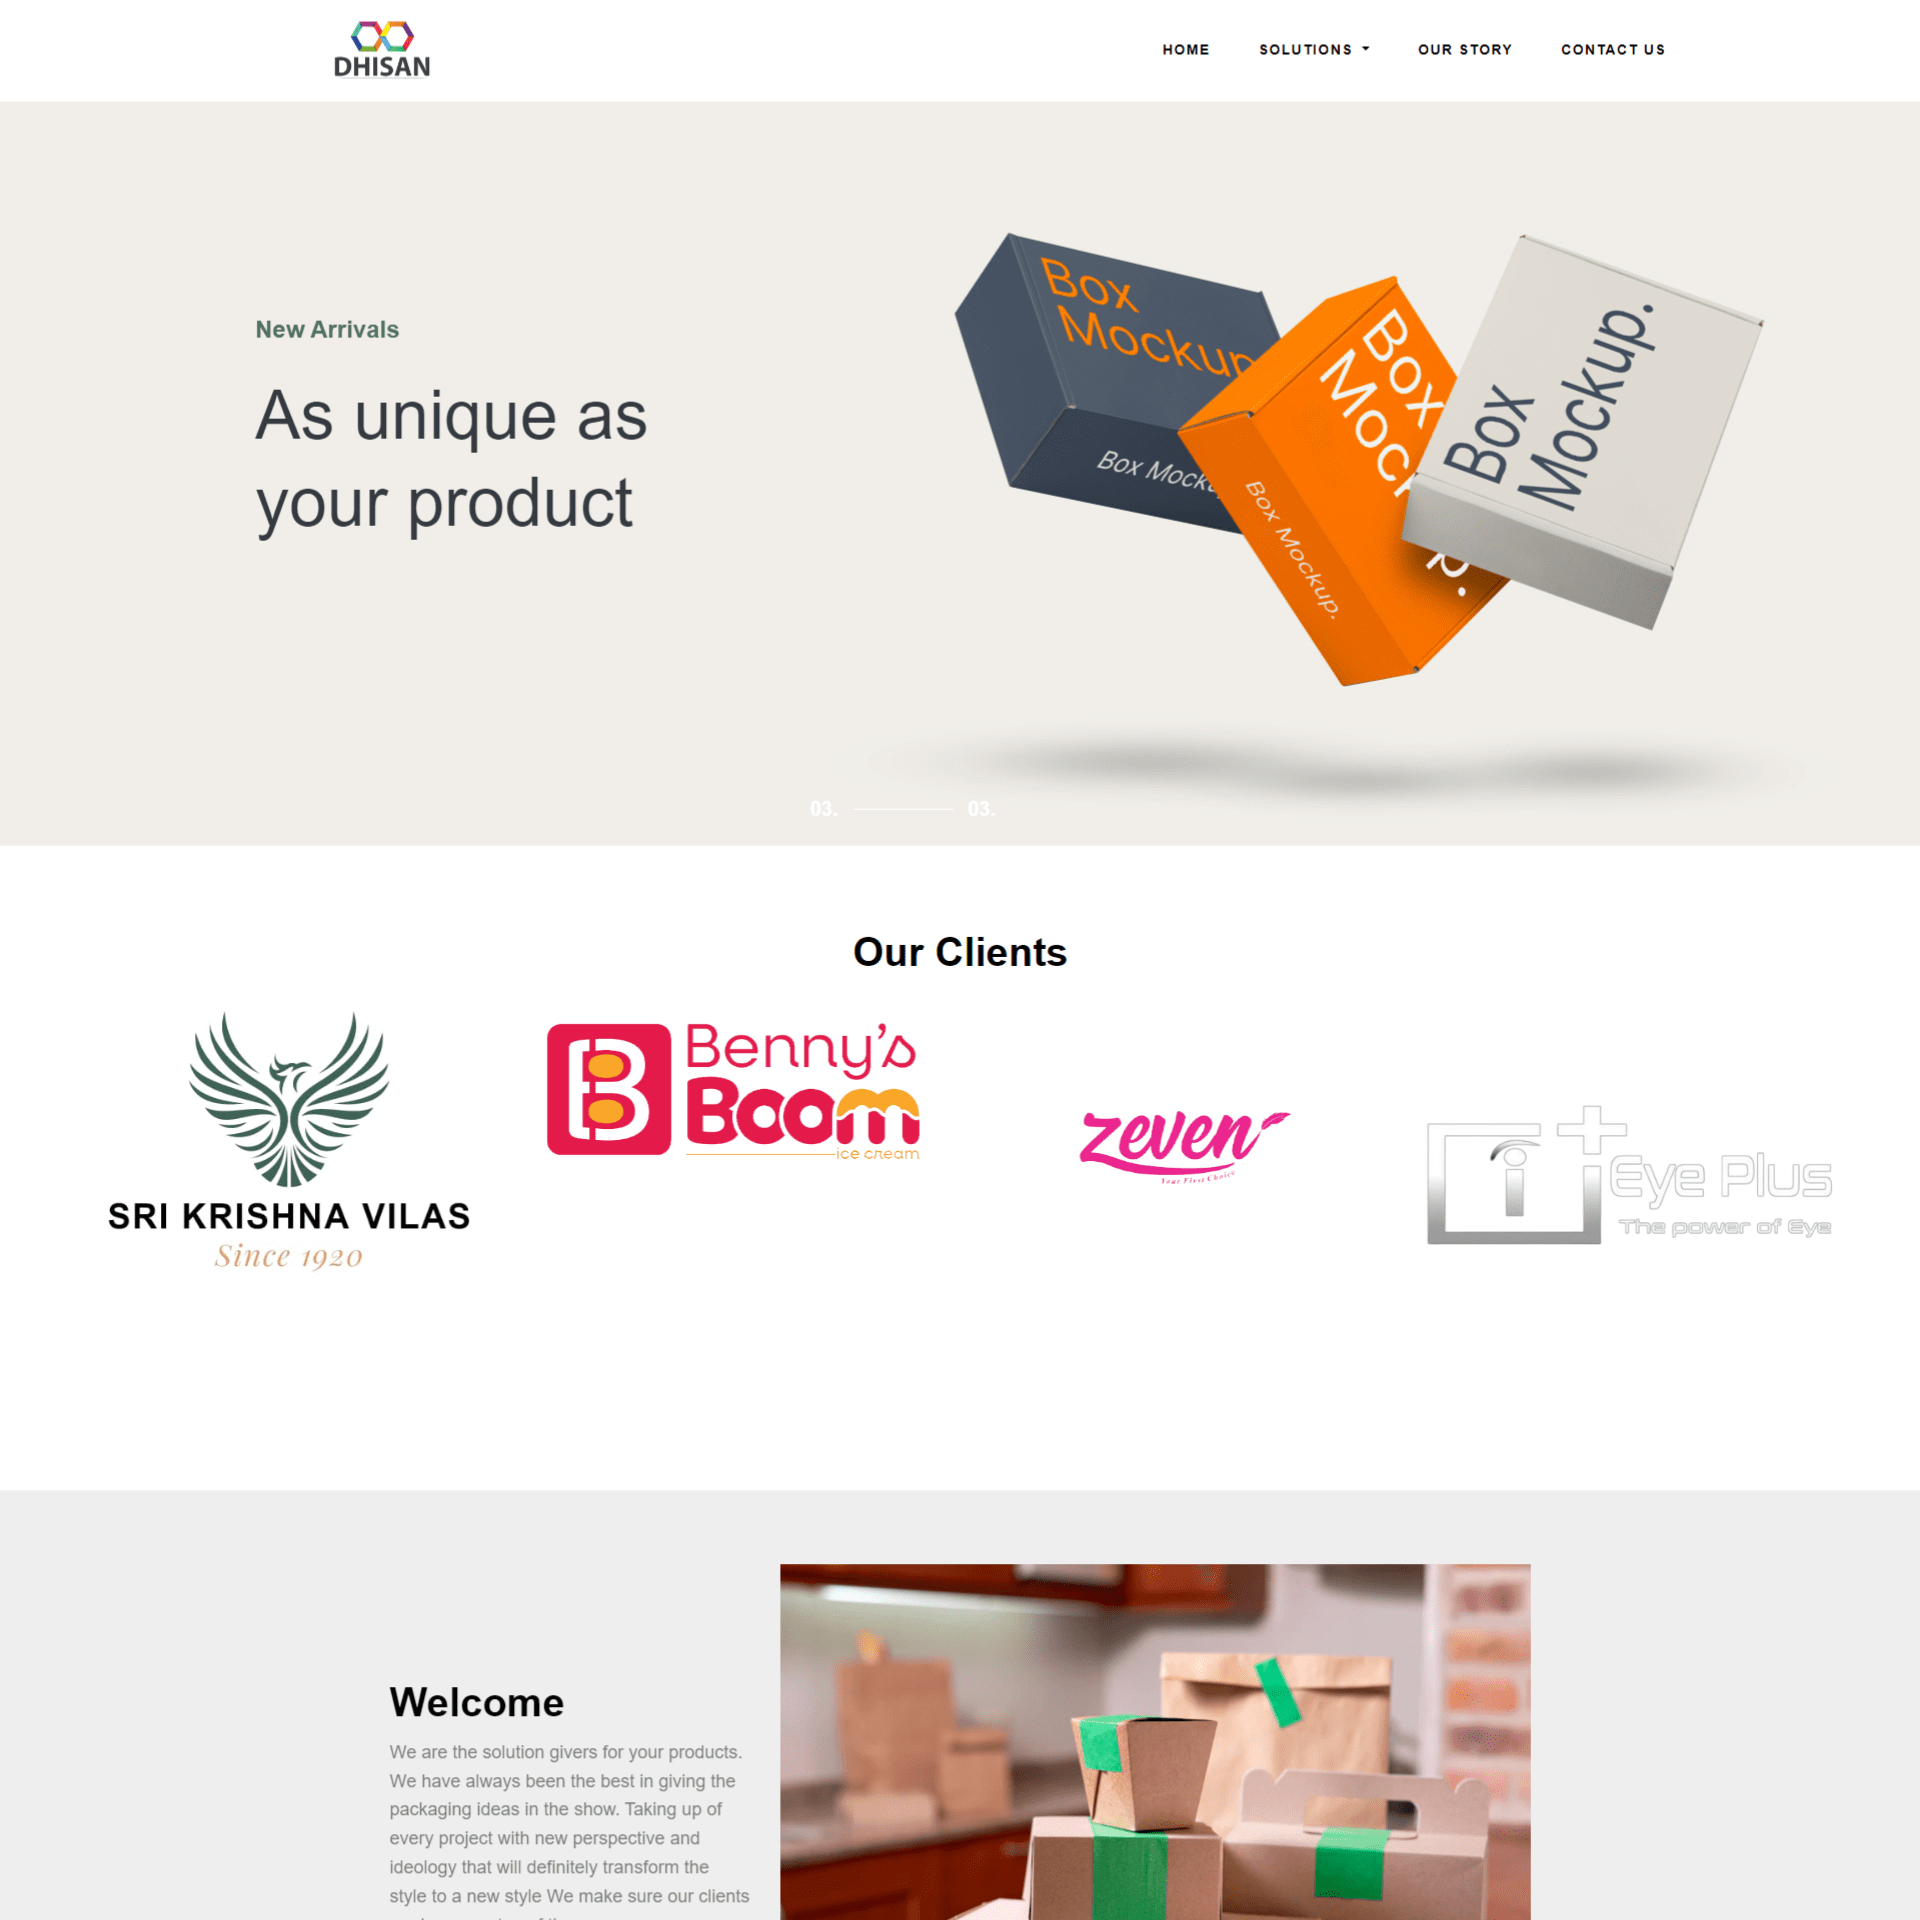 DHISAN
HOME
SOLUTIONS
OUR STORY
CONTACT US
New Arrivals
As unique as
your product
Box
Mockup
Box Mocku
Box
Mockup.
Box Mockup.
Box
Mockup.
03.
03.
Our Clients
SRI KRISHNA VILAS
Since 1920
B
Benny's
Boom
ice cream
zeven
Your First Choice
i
Eye Plus
The power of Eye
Welcome
We are the solution givers for your products.
We have always been the best in giving the
packaging ideas in the show. Taking up of
every project with new perspective and
ideology that will definitely transform the
style to a new style We make sure our clients